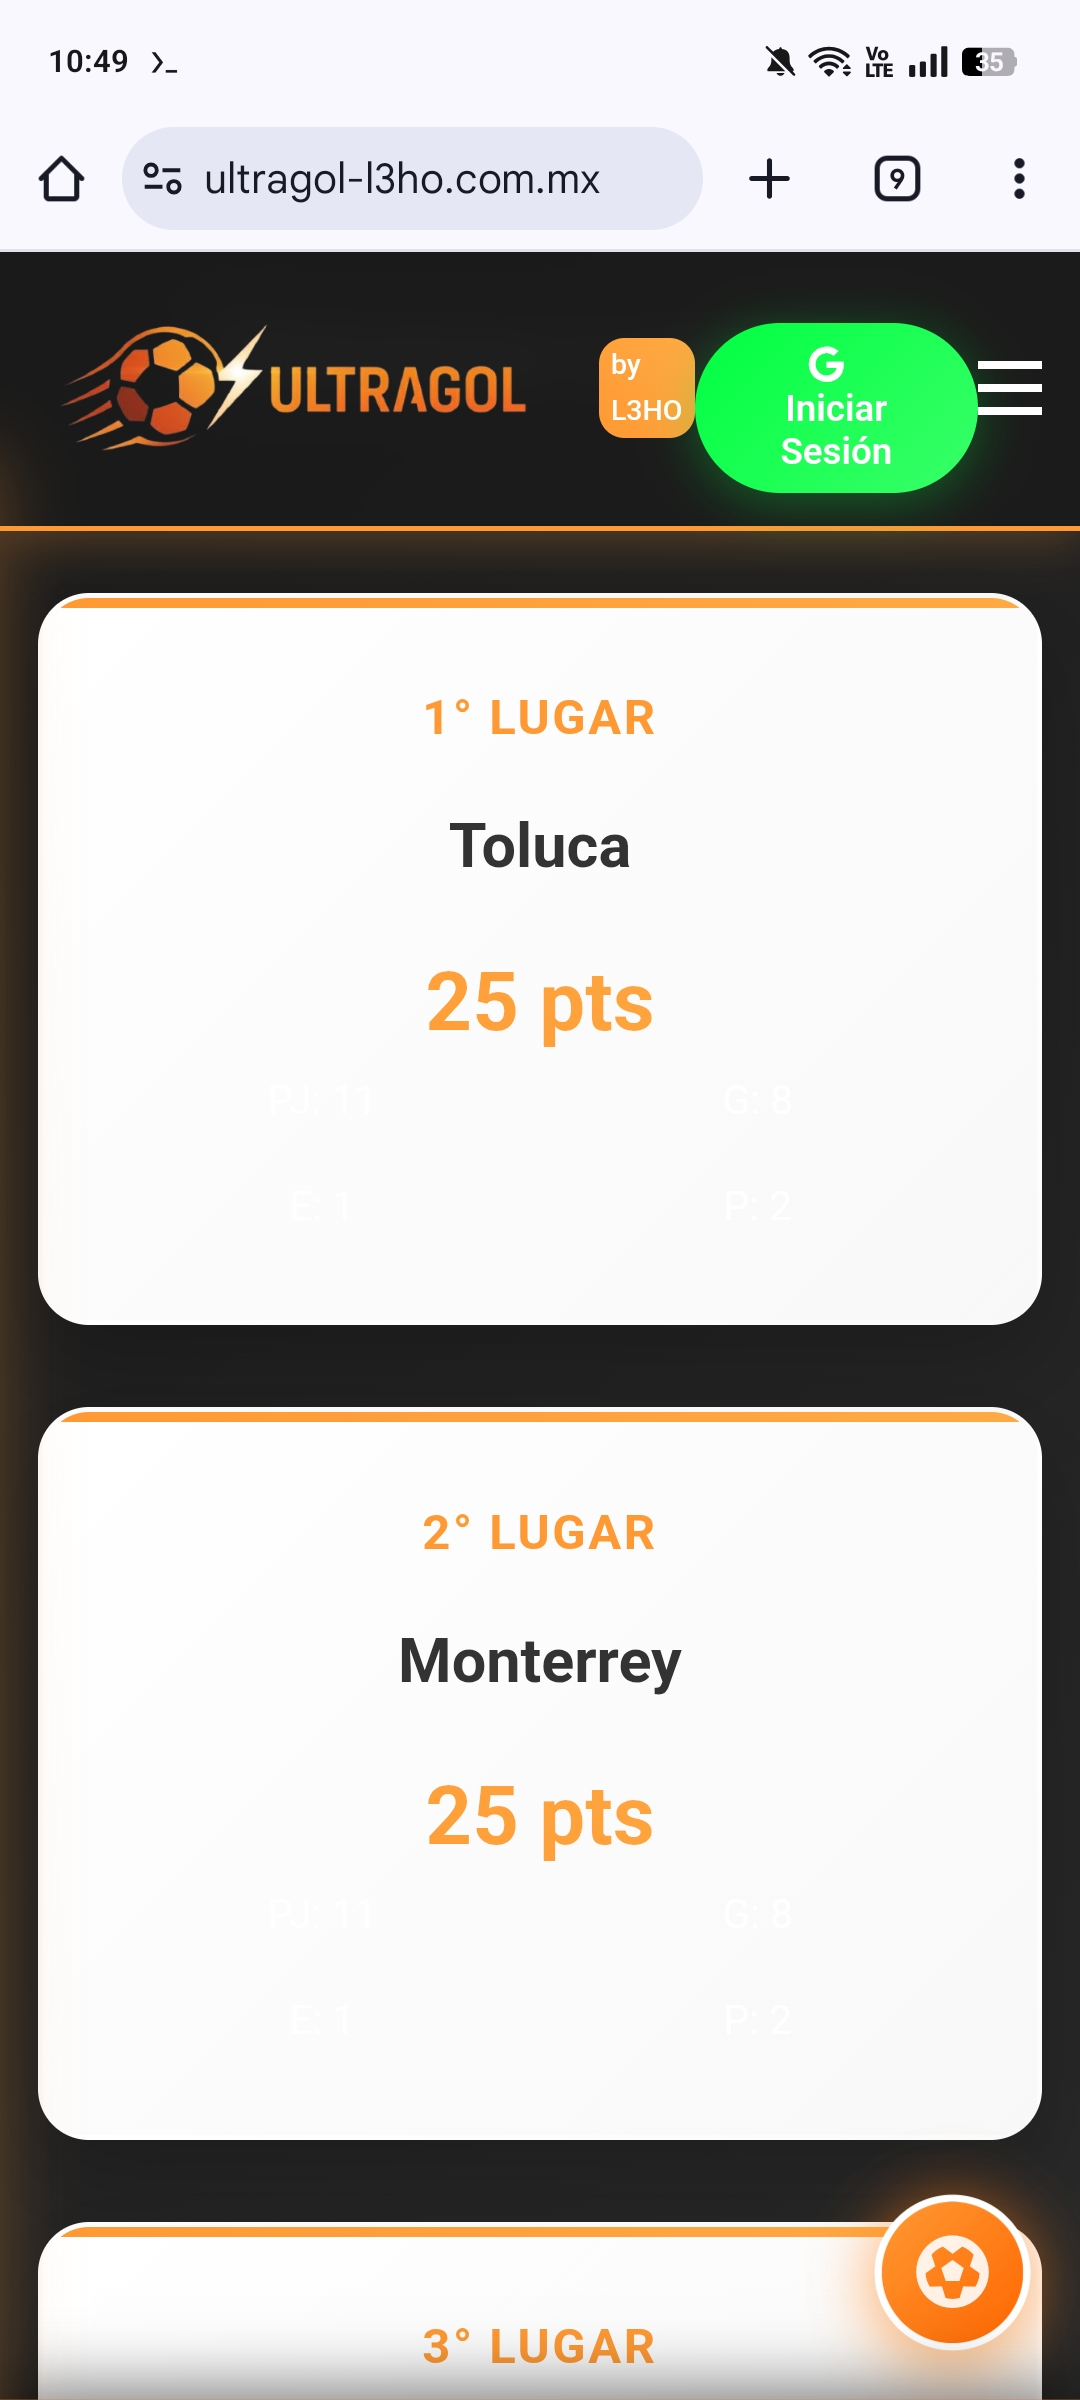 10:49
Vo
LTE
35
ultragol-l3ho.com.mx
9
ULTRAGOL
by
L3HO
G
Iniciar
Sesión
1° LUGAR
Toluca
25 pts
PJ: 11 G: 8
E: 1 P: 2
2° LUGAR
Monterrey
25 pts
PJ: 11 G: 8
E: 1 P: 2
3° LUGAR